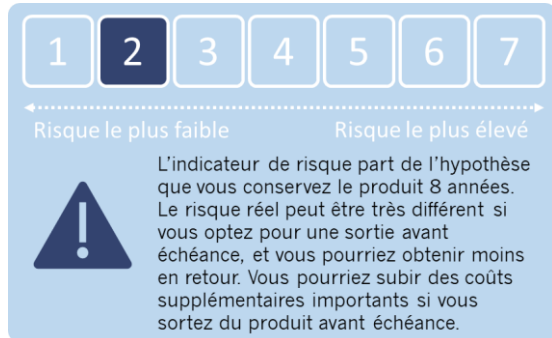 1 2 3 4 5 6 7
Risque le plus faible Risque le plus élevé
L'indicateur de risque part de l'hypothèse
que vous conservez le produit 8 années.
Le risque réel peut être très différent si
vous optez pour une sortie avant
échéance, et vous pourriez obtenir moins
en retour. Vous pourriez subir des coûts
supplémentaires importants si vous
sortez du produit avant échéance.